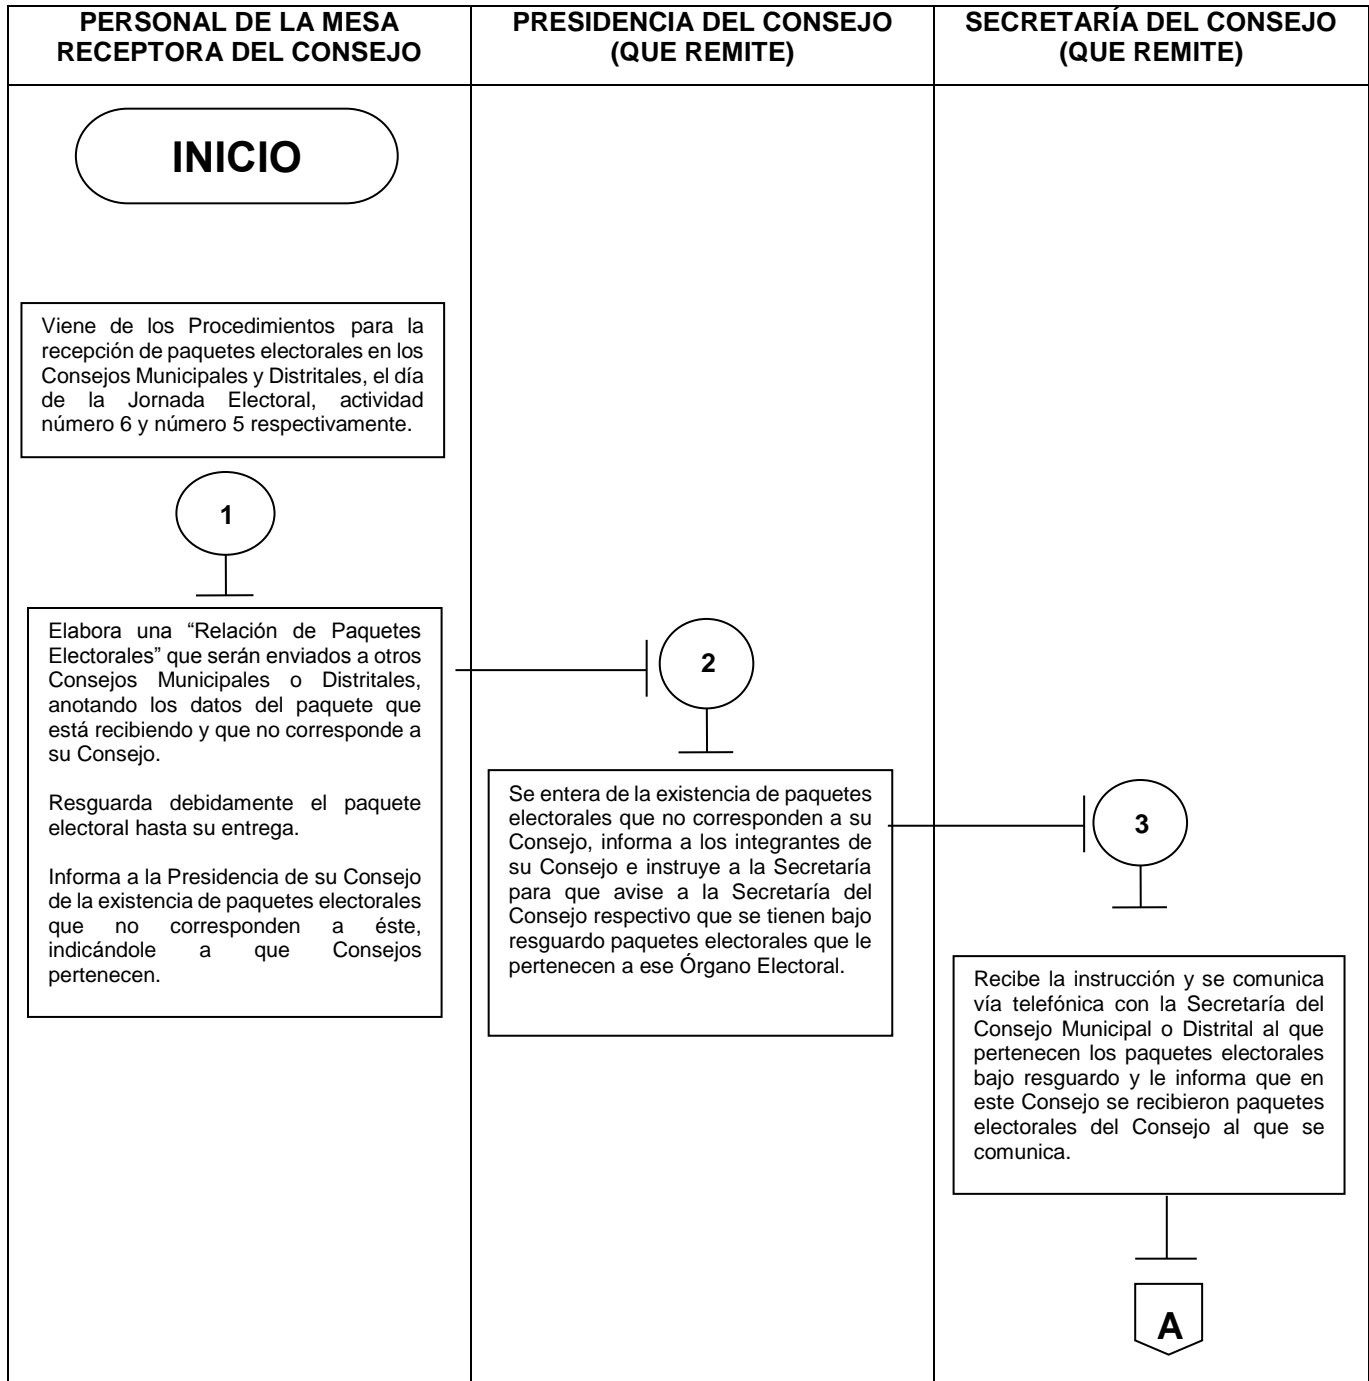 PERSONAL DE LA MESA
RECEPTORA DEL CONSEJO
PRESIDENCIA DEL CONSEJO
(QUE REMITE)
SECRETARÍA DEL CONSEJO
(QUE REMITE)
INICIO
Viene de los Procedimientos para la
recepción de paquetes electorales en los
Consejos Municipales y Distritales, el día
de la Jornada Electoral, actividad
número 6 y número 5 respectivamente.
1
Elabora una “Relación de Paquetes
Electorales” que serán enviados a otros
Consejos Municipales o Distritales,
anotando los datos del paquete que
está recibiendo y que no corresponde a
su Consejo.
Resguarda debidamente el paquete
electoral hasta su entrega.
Informa a la Presidencia de su Consejo
de la existencia de paquetes electorales
que no corresponden a éste,
indicándole a que Consejos
pertenecen.
2
Se entera de la existencia de paquetes
electorales que no corresponden a su
Consejo, informa a los integrantes de
su Consejo e instruye a la Secretaría
para que avise a la Secretaría del
Consejo respectivo que se tienen bajo
resguardo paquetes electorales que le
pertenecen a ese Órgano Electoral.
3
Recibe la instrucción y se comunica
vía telefónica con la Secretaría del
Consejo Municipal o Distrital al que
pertenecen los paquetes electorales
bajo resguardo y le informa que en
este Consejo se recibieron paquetes
electorales del Consejo al que se
comunica.
A